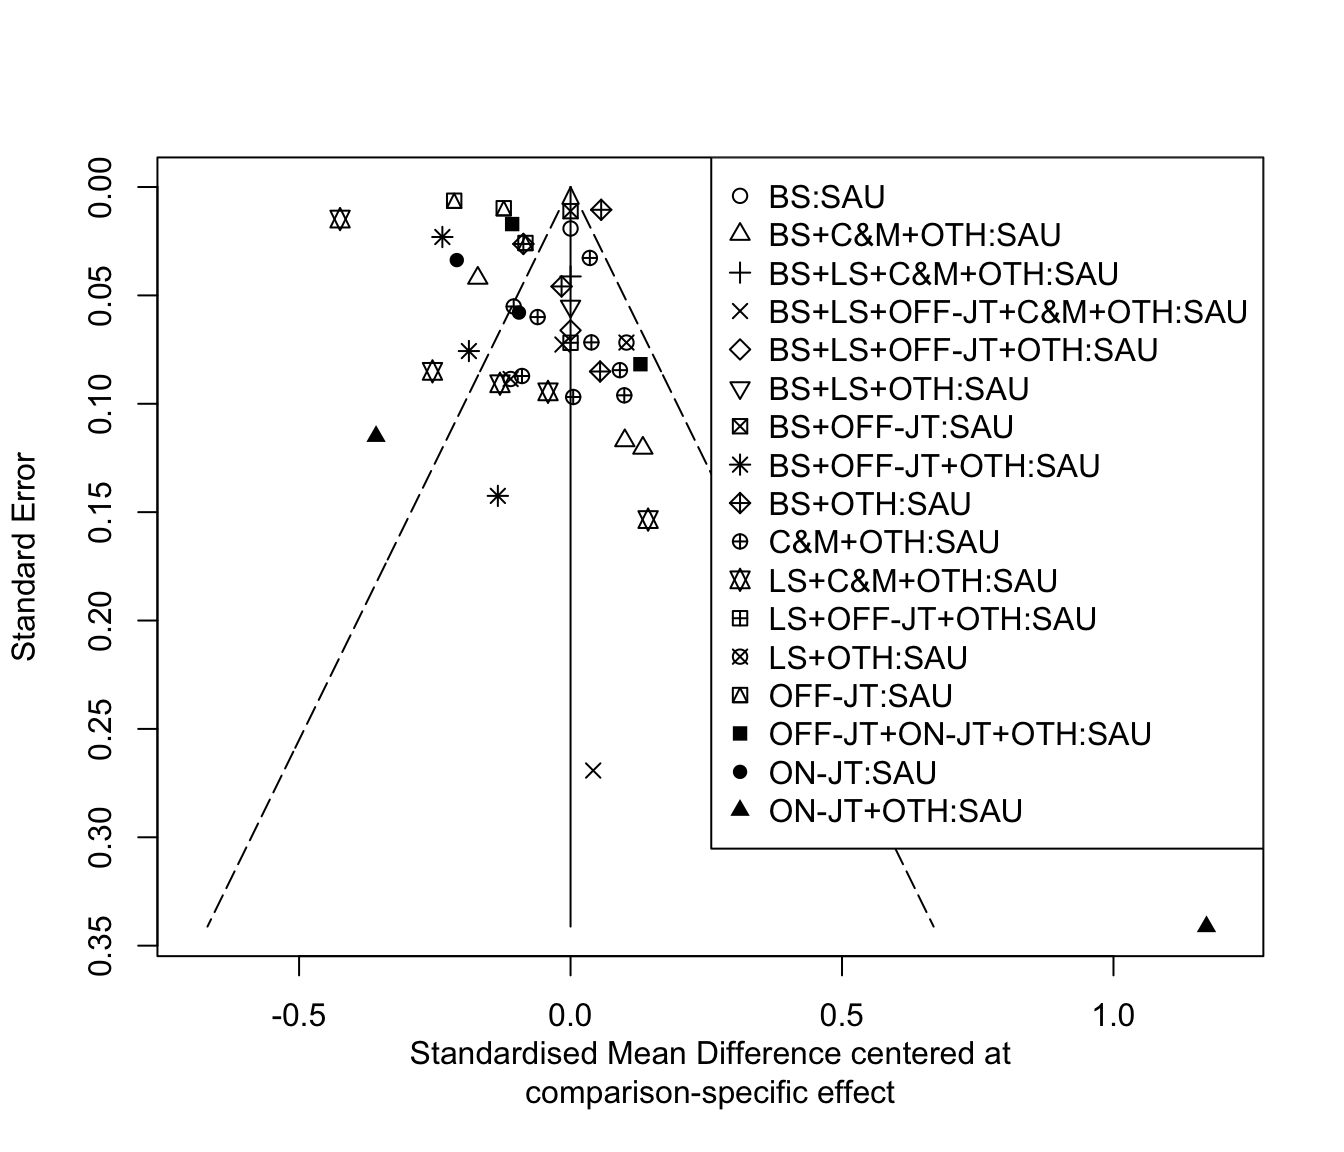 0.00
0.05
0.10
0.15
0.20
0.25
0.30
0.35
Standard Error
BS:SAU
BS+C&M+OTH:SAU
BS+LS+C&M+OTH:SAU
BS+LS+OFF-JT+C&M+OTH:SAU
BS+LS+OFF-JT+OTH:SAU
BS+LS+OTH:SAU
BS+OFF-JT:SAU
BS+OFF-JT+OTH:SAU
BS+OTH:SAU
C&M+OTH:SAU
LS+C&M+OTH:SAU
LS+OFF-JT+OTH:SAU
LS+OTH:SAU
OFF-JT:SAU
OFF-JT+ON-JT+OTH:SAU
ON-JT:SAU
ON-JT+OTH:SAU
-0.5 0.0 0.5 1.0
Standardised Mean Difference centered at
comparison-specific effect